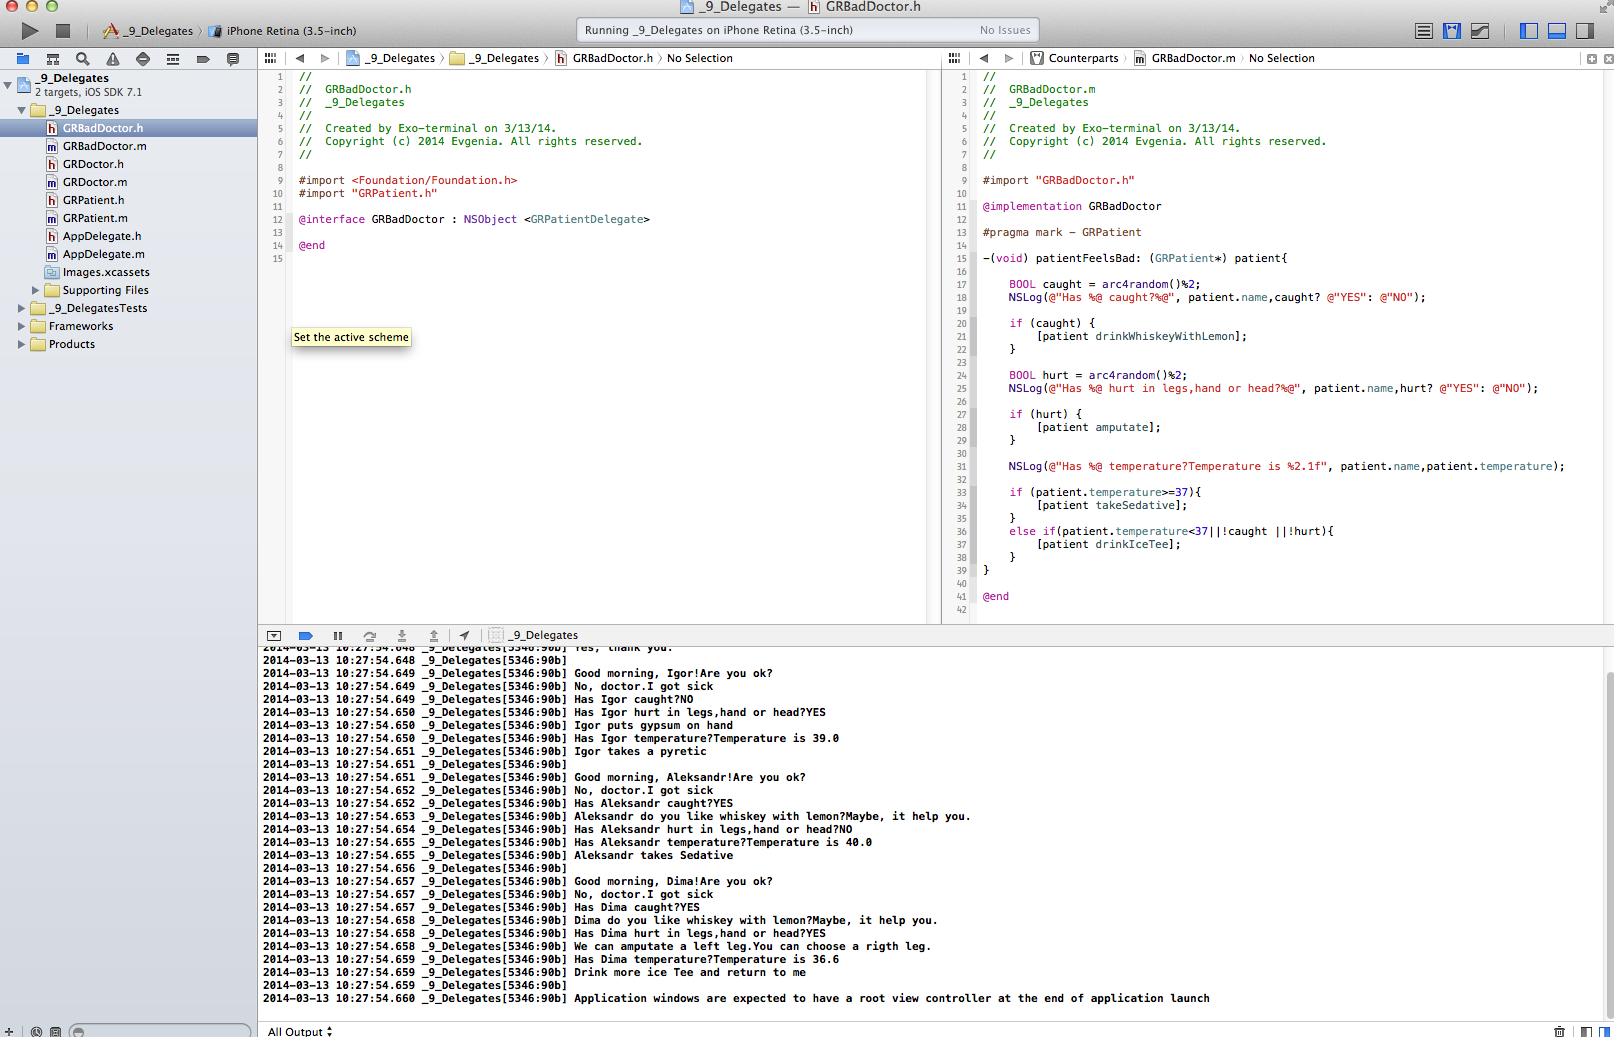 _9_Delegates — GRBadDoctor.h
_9_Delegates iPhone Retina (3.5-inch)
Running _9_Delegates on iPhone Retina (3.5-inch) No Issues
_9_Delegates _9_Delegates GRBadDoctor.h No Selection
Counterparts GRBadDoctor.m No Selection
_9_Delegates
2 targets, iOS SDK 7.1
_9_Delegates
GRBadDoctor.h
GRBadDoctor.m
GRDoctor.h
GRDoctor.m
GRPatient.h
GRPatient.m
AppDelegate.h
AppDelegate.m
Images.xcassets
Supporting Files
_9_DelegatesTests
Frameworks
Products
1 //
2 //  GRBadDoctor.h
3 //  _9_Delegates
4 //
5 //  Created by Exo-terminal on 3/13/14.
6 //  Copyright (c) 2014 Evgenia. All rights reserved.
7 //
8
9 #import <Foundation/Foundation.h>
10 #import "GRPatient.h"
11
12 @interface GRBadDoctor : NSObject <GRPatientDelegate>
13
14 @end
15
Set the active scheme
1 //
2 //  GRBadDoctor.m
3 //  _9_Delegates
4 //
5 //  Created by Exo-terminal on 3/13/14.
6 //  Copyright (c) 2014 Evgenia. All rights reserved.
7 //
8
9 #import "GRBadDoctor.h"
10
11 @implementation GRBadDoctor
12
13 #pragma mark - GRPatient
14
15 -(void) patientFeelsBad: (GRPatient*) patient{
16
17 BOOL caught = arc4random()%2;
18 NSLog(@"Has %@ caught?%@", patient.name,caught? @"YES": @"NO");
19
20 if (caught) {
21 [patient drinkWhiskeyWithLemon];
22 }
23
24 BOOL hurt = arc4random()%2;
25 NSLog(@"Has %@ hurt in legs,hand or head?%@", patient.name,hurt? @"YES": @"NO");
26
27 if (hurt) {
28 [patient amputate];
29 }
30
31 NSLog(@"Has %@ temperature?Temperature is %2.1f", patient.name,patient.temperature);
32
33 if (patient.temperature>=37){
34 [patient takeSedative];
35 }
36 else if(patient.temperature<37||!caught ||!hurt){
37 [patient drinkIceTee];
38 }
39 }
40
41 @end
42
_9_Delegates
2014-03-13 10:27:54.648 _9_Delegates[5346:90b] Yes, thank you.
2014-03-13 10:27:54.648 _9_Delegates[5346:90b]
2014-03-13 10:27:54.649 _9_Delegates[5346:90b] Good morning, Igor!Are you ok?
2014-03-13 10:27:54.649 _9_Delegates[5346:90b] No, doctor.I got sick
2014-03-13 10:27:54.649 _9_Delegates[5346:90b] Has Igor caught?NO
2014-03-13 10:27:54.650 _9_Delegates[5346:90b] Has Igor hurt in legs,hand or head?YES
2014-03-13 10:27:54.650 _9_Delegates[5346:90b] Igor puts gypsum on hand
2014-03-13 10:27:54.650 _9_Delegates[5346:90b] Has Igor temperature?Temperature is 39.0
2014-03-13 10:27:54.651 _9_Delegates[5346:90b] Igor takes a pyretic
2014-03-13 10:27:54.651 _9_Delegates[5346:90b]
2014-03-13 10:27:54.651 _9_Delegates[5346:90b] Good morning, Aleksandr!Are you ok?
2014-03-13 10:27:54.652 _9_Delegates[5346:90b] No, doctor.I got sick
2014-03-13 10:27:54.652 _9_Delegates[5346:90b] Has Aleksandr caught?YES
2014-03-13 10:27:54.653 _9_Delegates[5346:90b] Aleksandr do you like whiskey with lemon?Maybe, it help you.
2014-03-13 10:27:54.654 _9_Delegates[5346:90b] Has Aleksandr hurt in legs,hand or head?NO
2014-03-13 10:27:54.655 _9_Delegates[5346:90b] Has Aleksandr temperature?Temperature is 40.0
2014-03-13 10:27:54.655 _9_Delegates[5346:90b] Aleksandr takes Sedative
2014-03-13 10:27:54.656 _9_Delegates[5346:90b]
2014-03-13 10:27:54.657 _9_Delegates[5346:90b] Good morning, Dima!Are you ok?
2014-03-13 10:27:54.657 _9_Delegates[5346:90b] No, doctor.I got sick
2014-03-13 10:27:54.657 _9_Delegates[5346:90b] Has Dima caught?YES
2014-03-13 10:27:54.658 _9_Delegates[5346:90b] Dima do you like whiskey with lemon?Maybe, it help you.
2014-03-13 10:27:54.658 _9_Delegates[5346:90b] Has Dima hurt in legs,hand or head?YES
2014-03-13 10:27:54.658 _9_Delegates[5346:90b] We can amputate a left leg.You can choose a rigth leg.
2014-03-13 10:27:54.659 _9_Delegates[5346:90b] Has Dima temperature?Temperature is 36.6
2014-03-13 10:27:54.659 _9_Delegates[5346:90b] Drink more ice Tee and return to me
2014-03-13 10:27:54.659 _9_Delegates[5346:90b]
2014-03-13 10:27:54.660 _9_Delegates[5346:90b] Application windows are expected to have a root view controller at the end of application launch
All Output